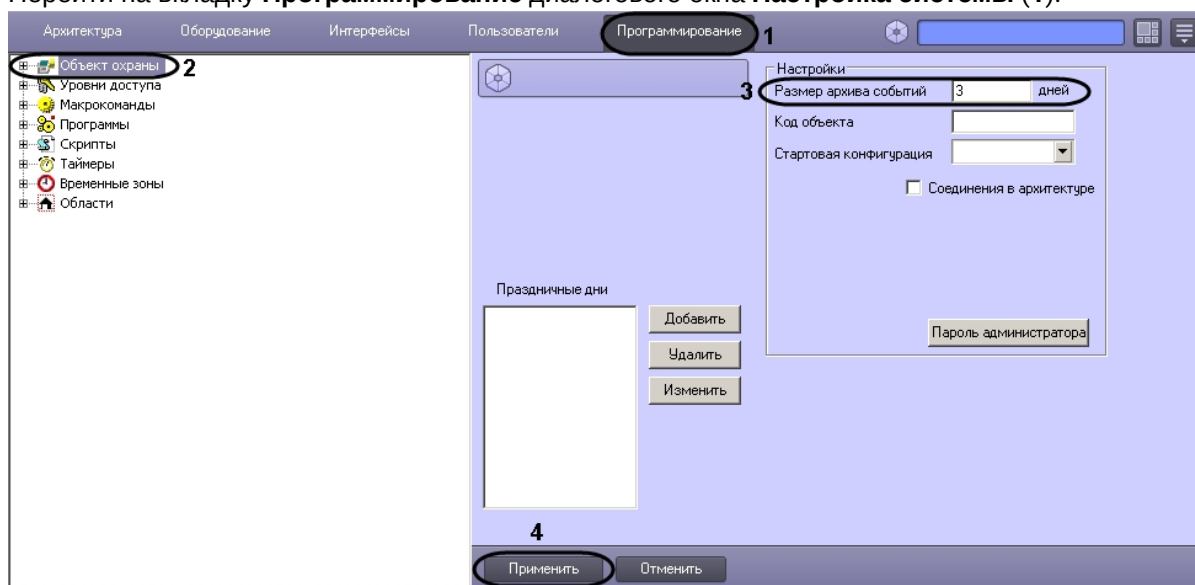 Перейти на вкладку Программирование диалогового окна Настройка системы (1).
Архитектура Оборудование Интерфейсы Пользователи Программирование 1
Объект охраны 2
Уровни доступа
Макрокоманды
Программы
Скрипты
Таймеры
Временные зоны
Области
Настройки
3 Размер архива событий 3 дней
Код объекта
Стартовая конфигурация
Соединения в архитектуре
Пароль администратора
Праздничные дни
Добавить
Удалить
Изменить
4
Применить Отменить